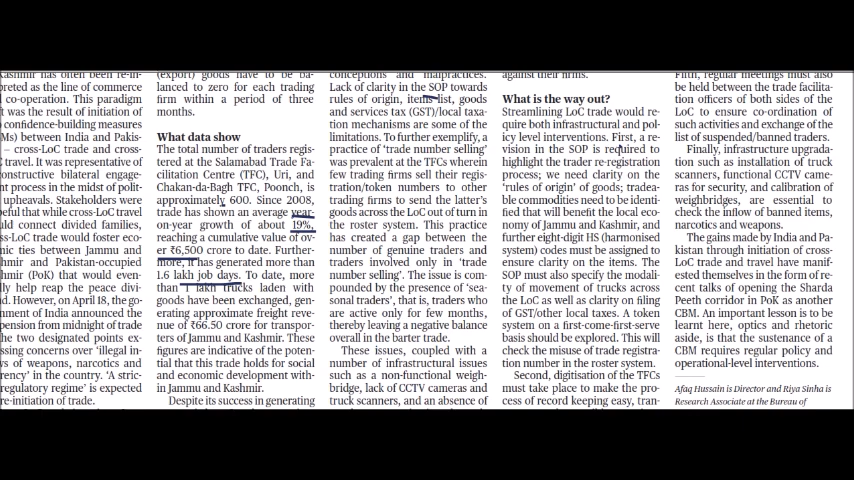 ashmir has often been re-in-
reted as the line of commerce
co-operation. This paradigm
t was the result of initiation of
confidence-building measures
Ms) between India and Pakis-
– cross-LoC trade and cross-
travel. It was representative of
onstructive bilateral engage-
nt process in the midst of polit-
upheavals. Stakeholders were
eful that while cross-LoC travel
uld connect divided families,
ss-LoC trade would foster eco-
mic ties between Jammu and
hmir and Pakistan-occupied
hmir (PoK) that would even-
lly help reap the peace divi-
d. However, on April 18, the go-
nment of India announced the
pension from midnight of trade
he two designated points ex-
ssing concerns over 'illegal in-
ws of weapons, narcotics and
rency' in the country. 'A stric-
regulatory regime' is expected
re-initiation of trade.
(export) goods have to be ba-
lanced to zero for each trading
firm within a period of three
months.
What data show
The total number of traders regis-
tered at the Salamabad Trade Fa-
cilitation Centre (TFC), Uri, and
Chakan-da-Bagh TFC, Poonch, is
approximately 600. Since 2008,
trade has shown an average year-
on-year growth of about 19%,
reaching a cumulative value of ov-
er ₹6,500 crore to date. Further-
more, it has generated more than
1.6 lakh job days. To date, more
than 1 lakh trucks laden with
goods have been exchanged, gen-
erating approximate freight reve-
nue of ₹66.50 crore for transpor-
ters of Jammu and Kashmir. These
figures are indicative of the poten-
tial that this trade holds for social
and economic development with-
in Jammu and Kashmir.
Despite its success in generating
conceptions and malpractices.
Lack of clarity in the SOP towards
rules of origin, items list, goods
and services tax (GST)/local taxa-
tion mechanisms are some of the
limitations. To further exemplify, a
practice of 'trade number selling'
was prevalent at the TFCs wherein
few trading firms sell their regis-
tration/token numbers to other
trading firms to send the latter's
goods across the LoC out of turn in
the roster system. This practice
has created a gap between the
number of genuine traders and
traders involved only in 'trade
number selling'. The issue is com-
pounded by the presence of 'sea-
sonal traders', that is, traders who
are active only for few months,
thereby leaving a negative balance
overall in the barter trade.
These issues, coupled with a
number of infrastructural issues
such as a non-functional weigh-
bridge, lack of CCTV cameras and
truck scanners, and an absence of
against their firms.
What is the way out?
Streamlining LoC trade would re-
quire both infrastructural and pol-
icy level interventions. First, a re-
vision in the SOP is required to
highlight the trader re-registration
process; we need clarity on the
'rules of origin' of goods; tradea-
ble commodities need to be identi-
fied that will benefit the local eco-
nomy of Jammu and Kashmir, and
further eight-digit HS (harmonised
system) codes must be assigned to
ensure clarity on the items. The
SOP must also specify the modali-
ty of movement of trucks across
the LoC as well as clarity on filing
of GST/other local taxes. A token
system on a first-come-first-serve
basis should be explored. This will
check the misuse of trade registra-
tion number in the roster system.
Second, digitisation of the TFCs
must take place to make the pro-
cess of record keeping easy, tran-
Fifth, regular meetings must also
be held between the trade facilita-
tion officers of both sides of the
LoC to ensure co-ordination of
such activities and exchange of the
list of suspended/banned traders.
Finally, infrastructure upgrada-
tion such as installation of truck
scanners, functional CCTV came-
ras for security, and calibration of
weighbridges, are essential to
check the inflow of banned items,
narcotics and weapons.
The gains made by India and Pa-
kistan through initiation of cross-
LoC trade and travel have manif-
ested themselves in the form of re-
cent talks of opening the Sharda
Peeth corridor in PoK as another
CBM. An important lesson to be
learnt here, optics and rhetoric
aside, is that the sustenance of a
CBM requires regular policy and
operational-level interventions.
Afaq Hussain is Director and Riya Sinha is
Research Associate at the Bureau of